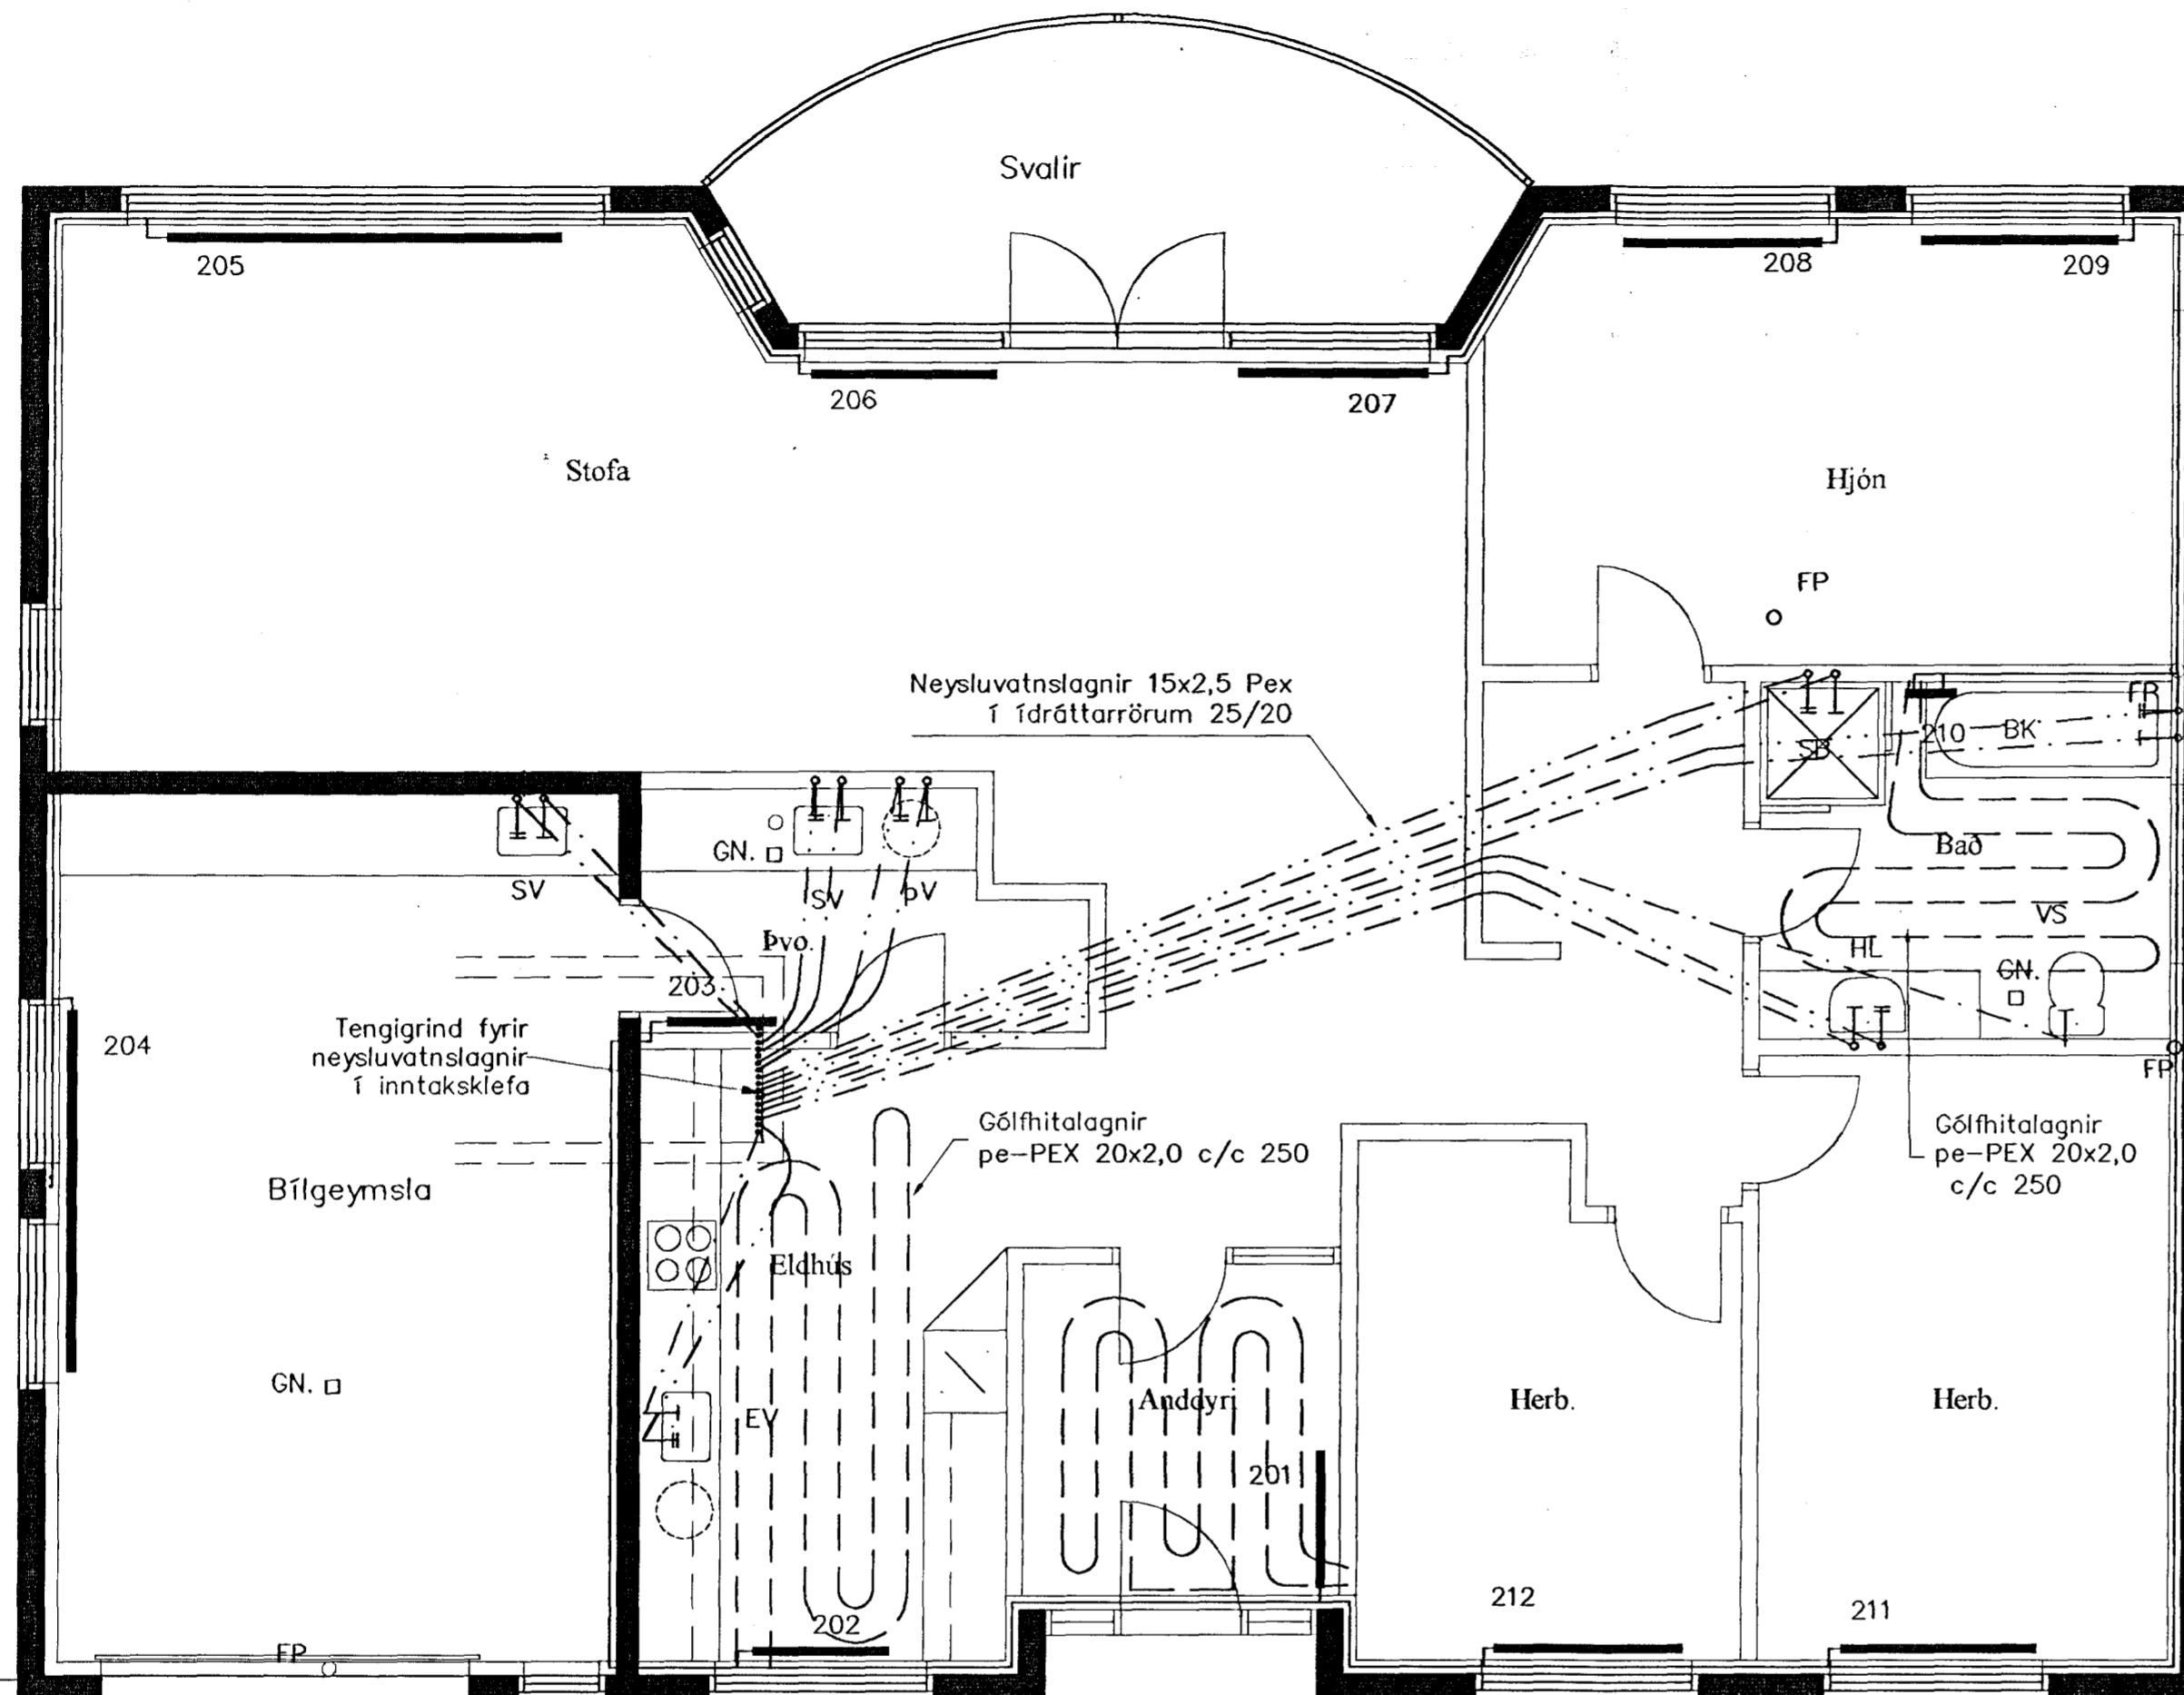 Svalir
205
208
209
206
207
Stofa
Hjón
FP
Neysluvatnslagnir 15x2,5 Pex
í ídráttarrörum 25/20
FR
SB
210
BK
GN.
Bað
SV
SV
ÞV
VS
Þvo.
HL
GN.
203
Tengigrind fyrir
neysluvatnslagnir
í inntaksklefa
204
FP
Gólfhitalagnir
pe-PEX 20x2,0 c/c 250
Gólfhitalagnir
pe-PEX 20x2,0
c/c 250
Bílgeymsla
Eldhús
GN.
Anddyri
Herb.
Herb.
EV
201
212
211
202
FP